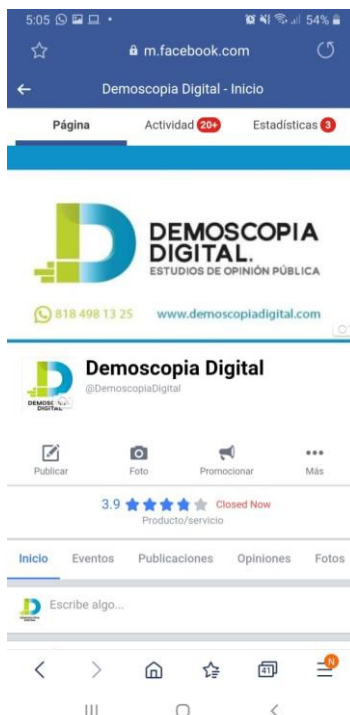 5:05 54%
m.facebook.com
Demoscopia Digital - Inicio
Página Actividad 20+ Estadísticas 3
DEMOSCOPIA
DIGITAL.
ESTUDIOS DE OPINIÓN PÚBLICA
818 498 13 25 www.demoscopiadigital.com
Demoscopia Digital
@DemoscopiaDigital
DIGITAL
Publicar Foto Promocionar Más
3.9 Closed Now
Producto/servicio
Inicio Eventos Publicaciones Opiniones Fotos
Escribe algo...
41 N